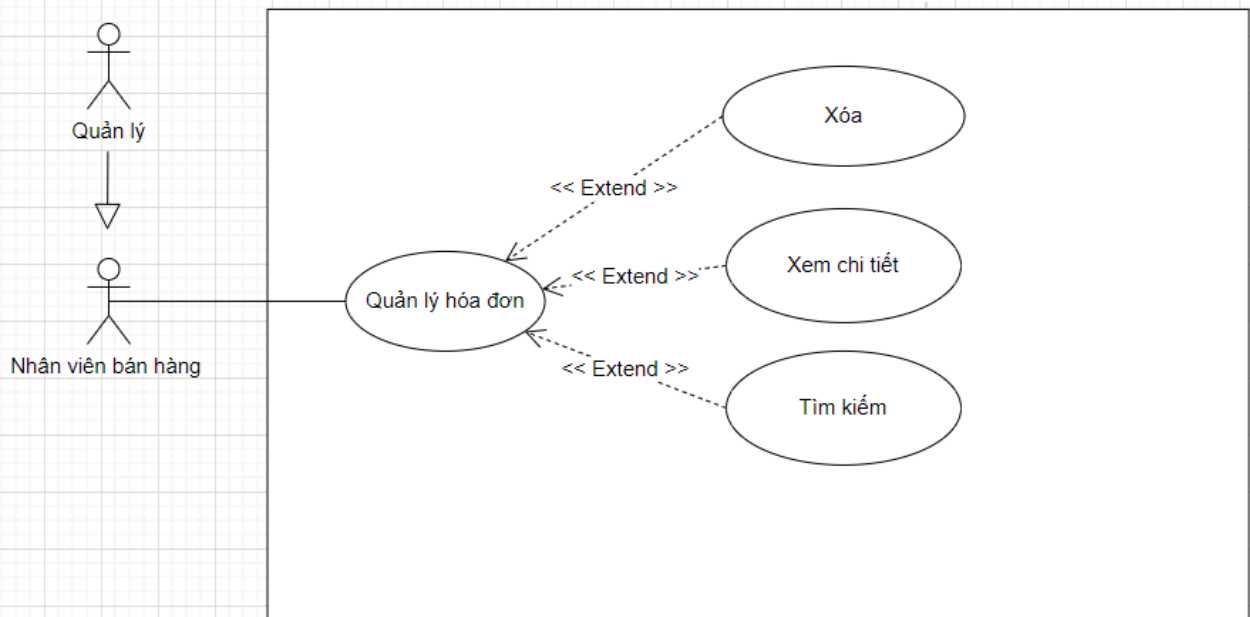 Quản lý
Nhân viên bán hàng
Quản lý hóa đơn
<< Extend >>
<< Extend >>
<< Extend >>
Xóa
Xem chi tiết
Tìm kiếm